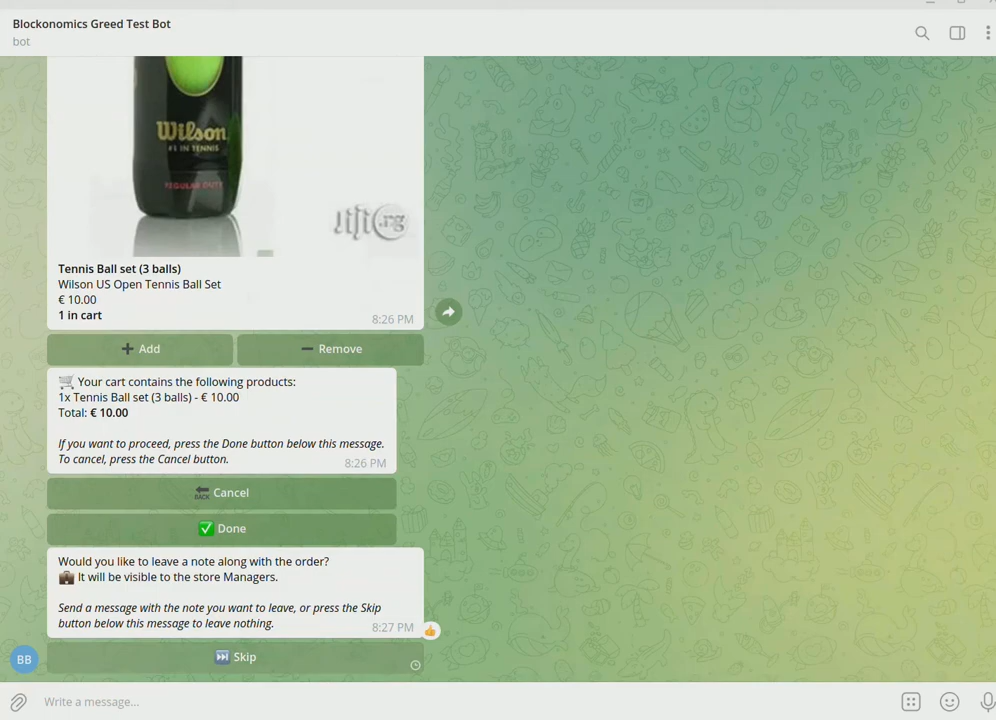 Blockonomics Greed Test Bot
bot
Wilson
#1 IN TENNIS
REGULAR DUTY
Tennis Ball set (3 balls)
Wilson US Open Tennis Ball Set
€ 10.00
1 in cart
8:26 PM
Add
Remove
Your cart contains the following products:
1x Tennis Ball set (3 balls) - € 10.00
Total: € 10.00
If you want to proceed, press the Done button below this message.
To cancel, press the Cancel button.
8:26 PM
BACK Cancel
Done
Would you like to leave a note along with the order?
It will be visible to the store Managers.
Send a message with the note you want to leave, or press the Skip
button below this message to leave nothing.
8:27 PM
BB
Skip
Write a message...